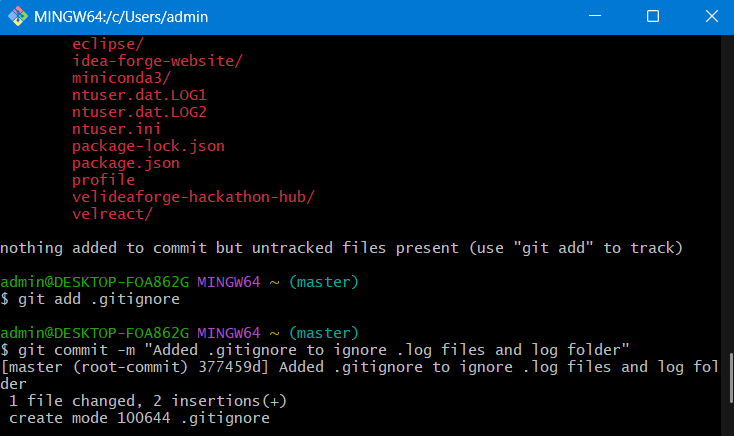 MINGW64:/c/Users/admin
eclipse/
idea-forge-website/
miniconda3/
ntuser.dat.LOG1
ntuser.dat.LOG2
ntuser.ini
package-lock.json
package.json
profile
velideaforge-hackathon-hub/
velreact/
nothing added to commit but untracked files present (use "git add" to track)
admin@DESKTOP-FOA862G MINGW64 ~ (master)
$ git add .gitignore
admin@DESKTOP-FOA862G MINGW64 ~ (master)
$ git commit -m "Added .gitignore to ignore .log files and log folder"
[master (root-commit) 377459d] Added .gitignore to ignore .log files and log fol
der
1 file changed, 2 insertions(+)
create mode 100644 .gitignore